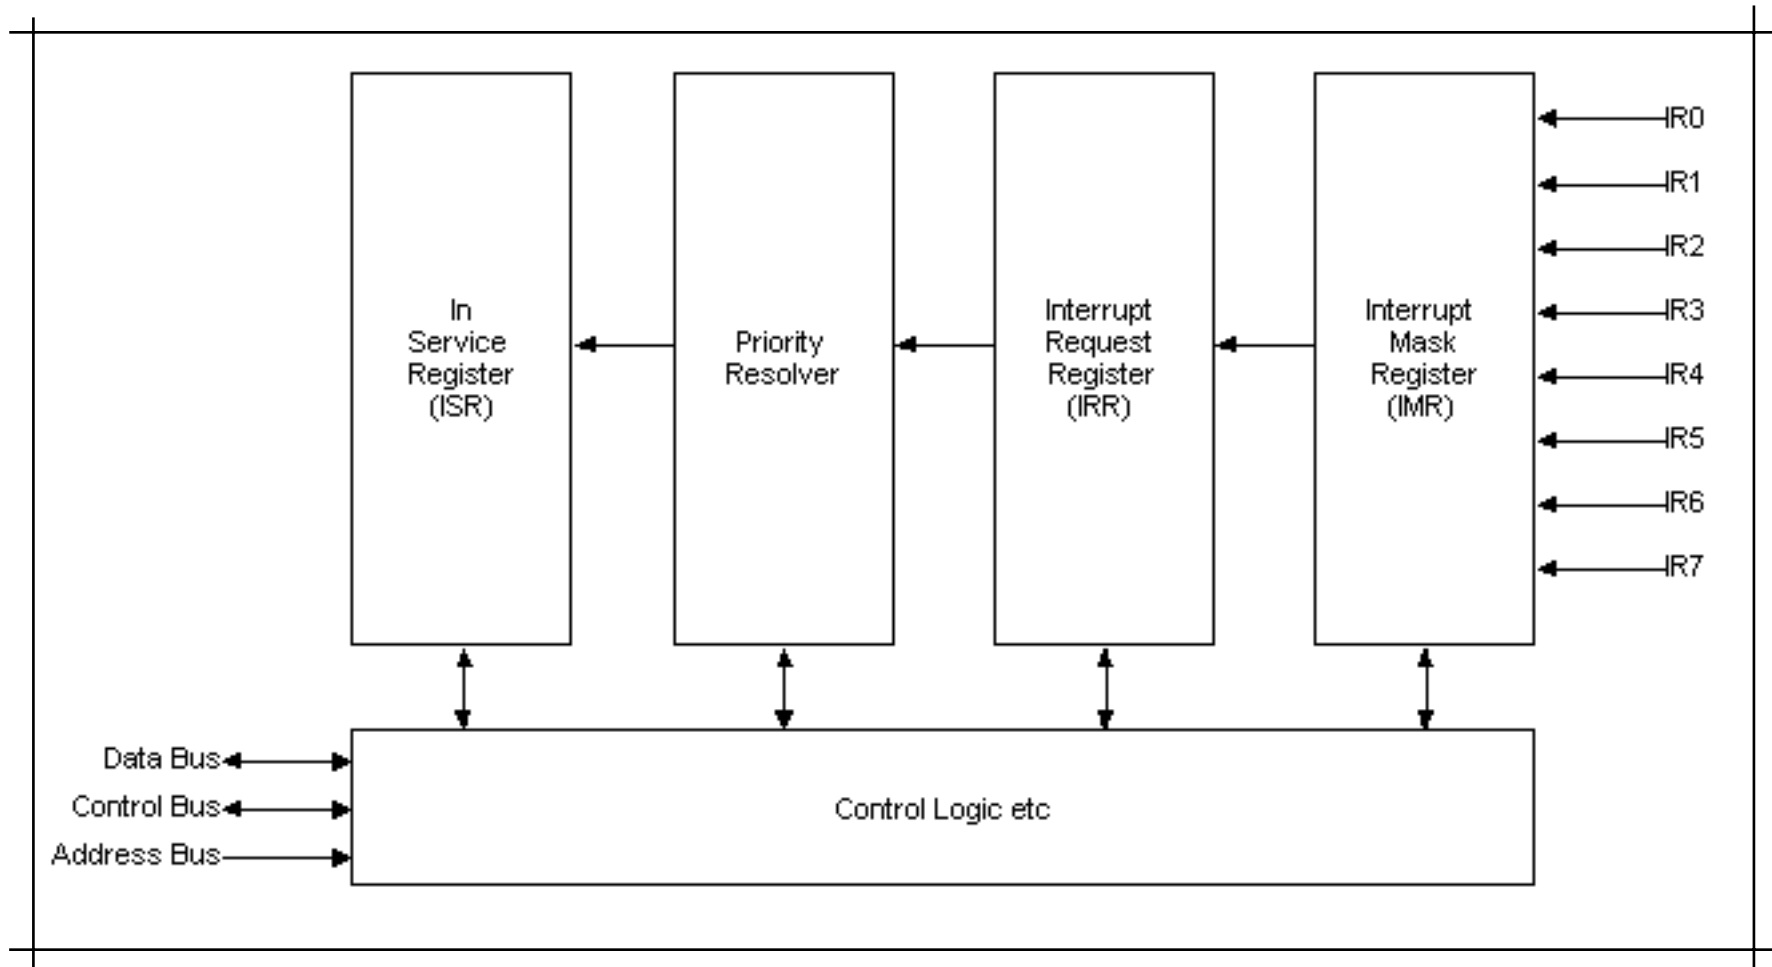 In
Service
Register
(ISR)
Priority
Resolver
Interrupt
Request
Register
(IRR)
Interrupt
Mask
Register
(IMR)
IR0
IR1
IR2
IR3
IR4
IR5
IR6
IR7
Data Bus
Control Bus
Address Bus
Control Logic etc